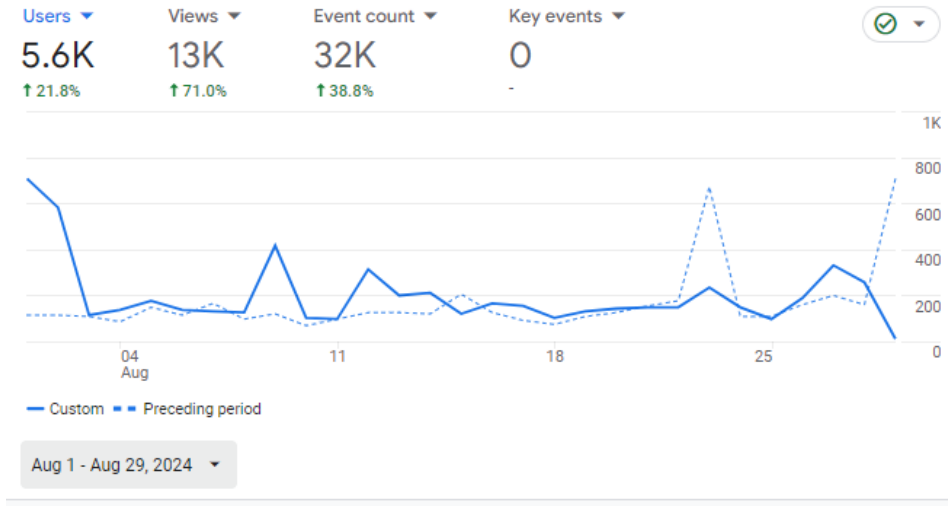 Users Views Event count Key events
5.6K 13K 32K 0
↑ 21.8% ↑ 71.0% ↑ 38.8% -
1K
800
600
400
200
0
04 11 18 25
Aug
Custom Preceding period
Aug 1 - Aug 29, 2024